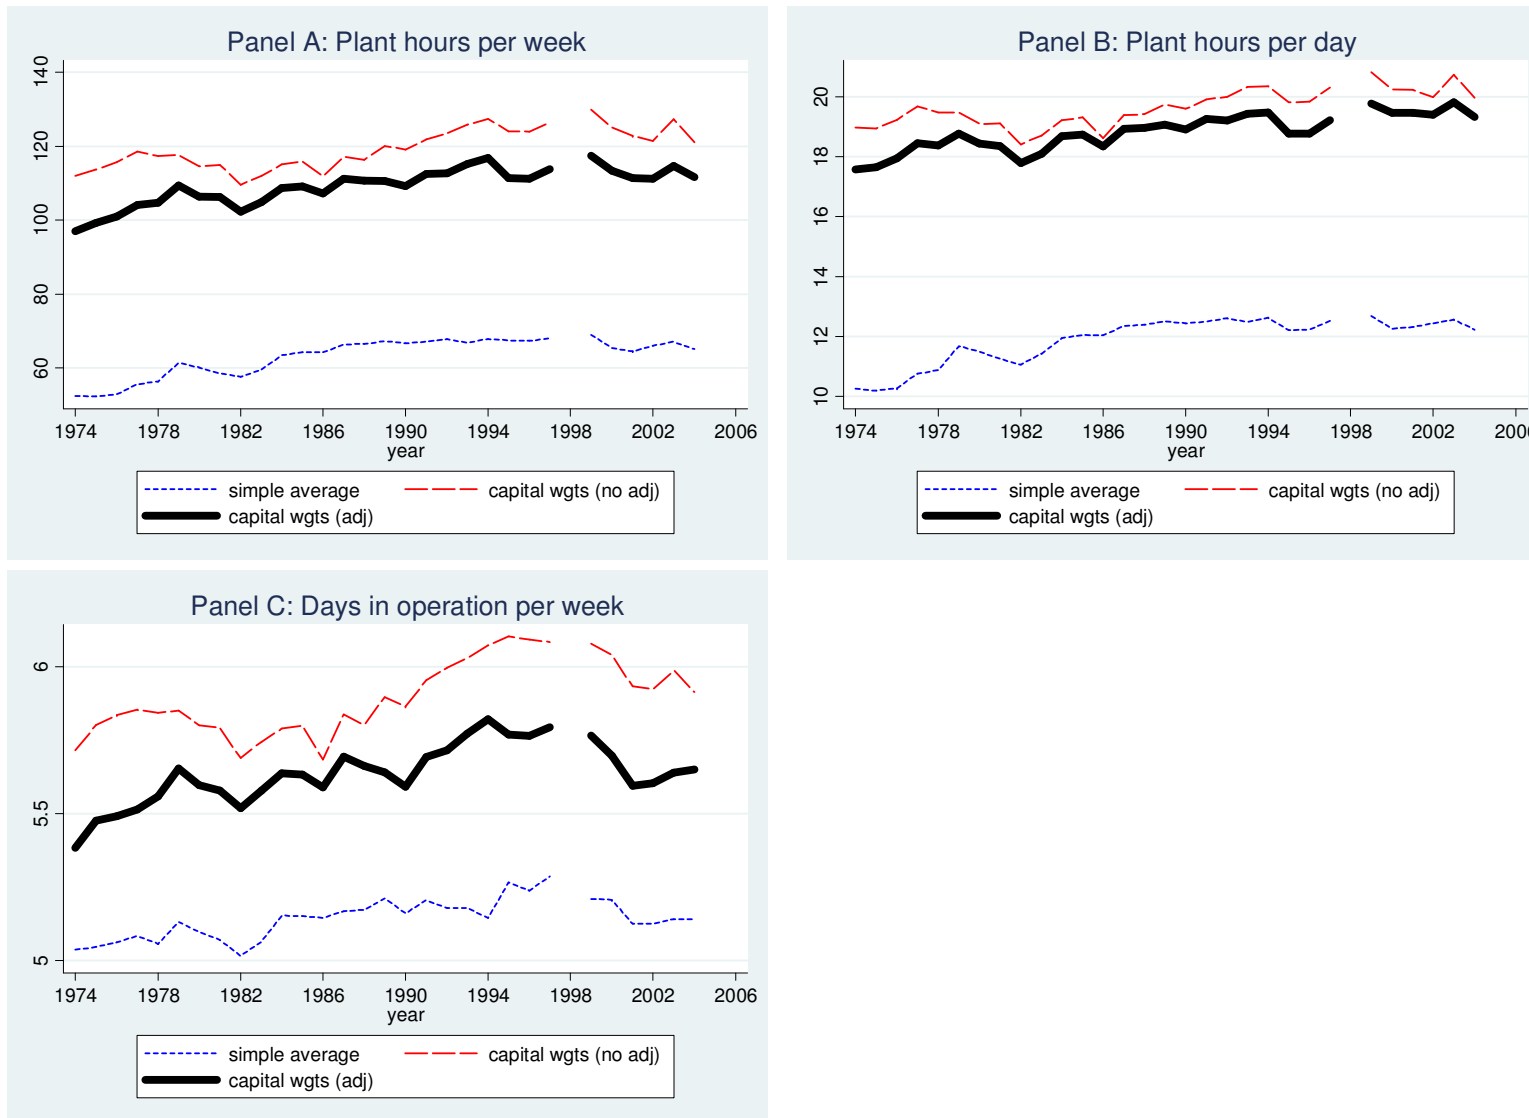 Panel A: Plant hours per week
140
120
100
80
60
1974 1978 1982 1986 1990 1994 1998 2002 2006
year
simple average capital wgts (no adj)
capital wgts (adj)
Panel B: Plant hours per day
20
18
16
14
12
10
1974 1978 1982 1986 1990 1994 1998 2002 200
year
simple average capital wgts (no adj)
capital wgts (adj)
Panel C: Days in operation per week
6
5.5
5
1974 1978 1982 1986 1990 1994 1998 2002 2006
year
simple average capital wgts (no adj)
capital wgts (adj)